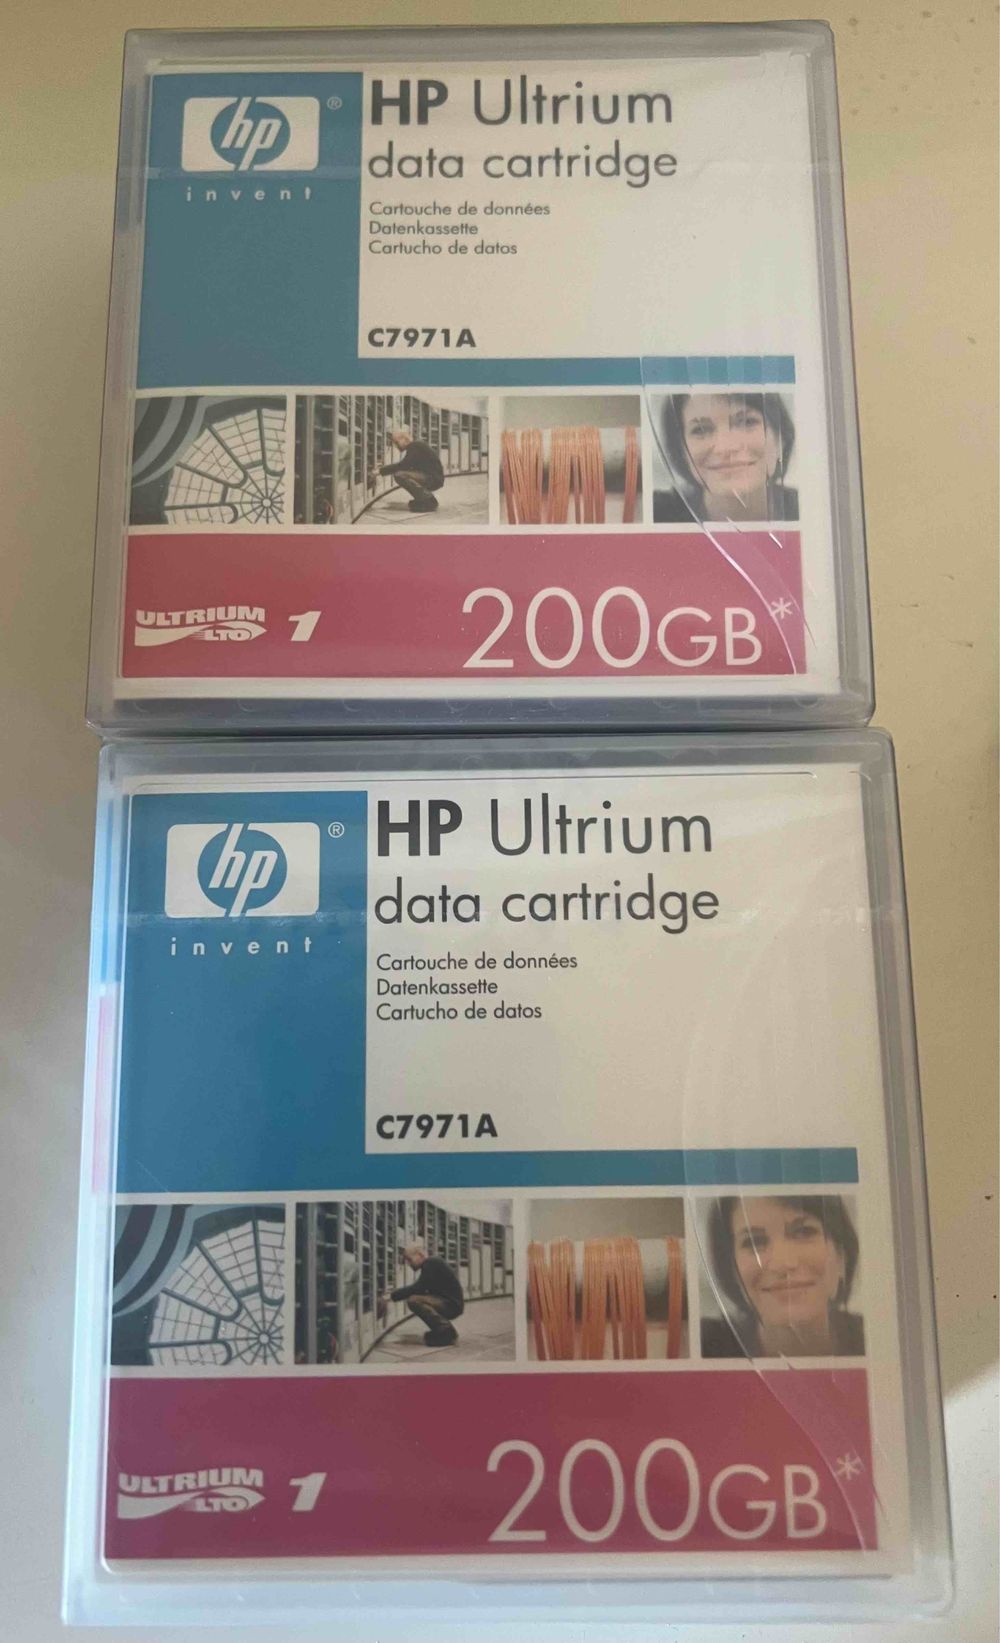 hp ®
invent
HP Ultrium
data cartridge
Cartouche de données
Datenkassette
Cartucho de datos
C7971A
ULTRIUM
LTO
1
200GB*
hp ®
invent
HP Ultrium
data cartridge
Cartouche de données
Datenkassette
Cartucho de datos
C7971A
ULTRIUM
LTO
1
200GB*